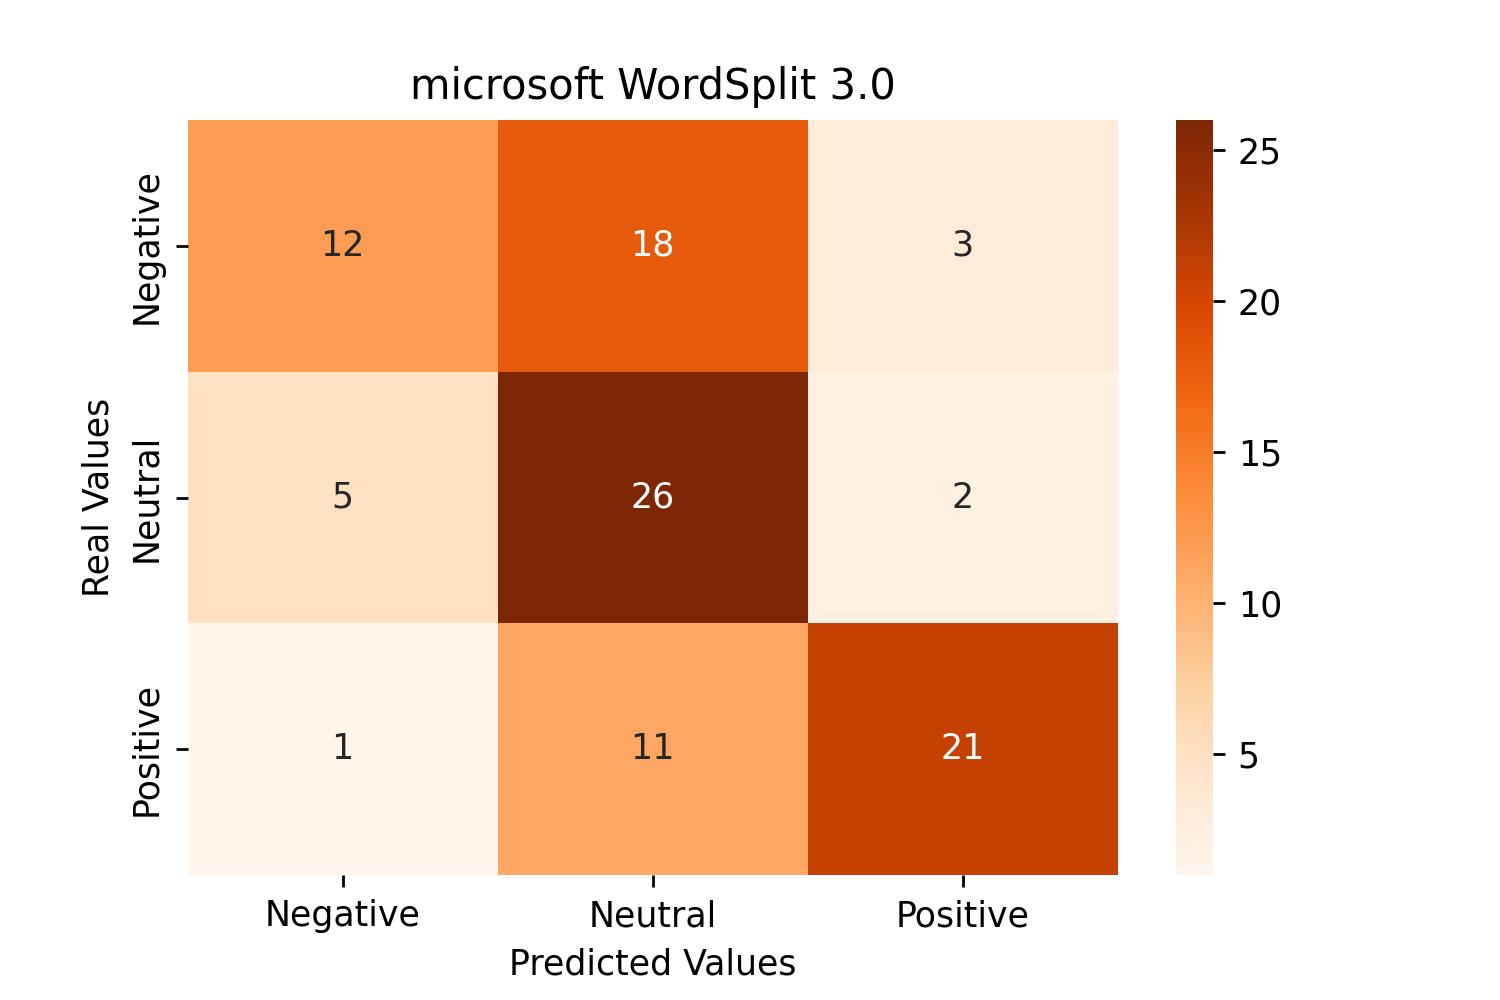 microsoft WordSplit 3.0
Real Values
Negative
12 18 3
Neutral
5 26 2
Positive
1 11 21
Negative Neutral Positive
Predicted Values
25
20
15
10
5